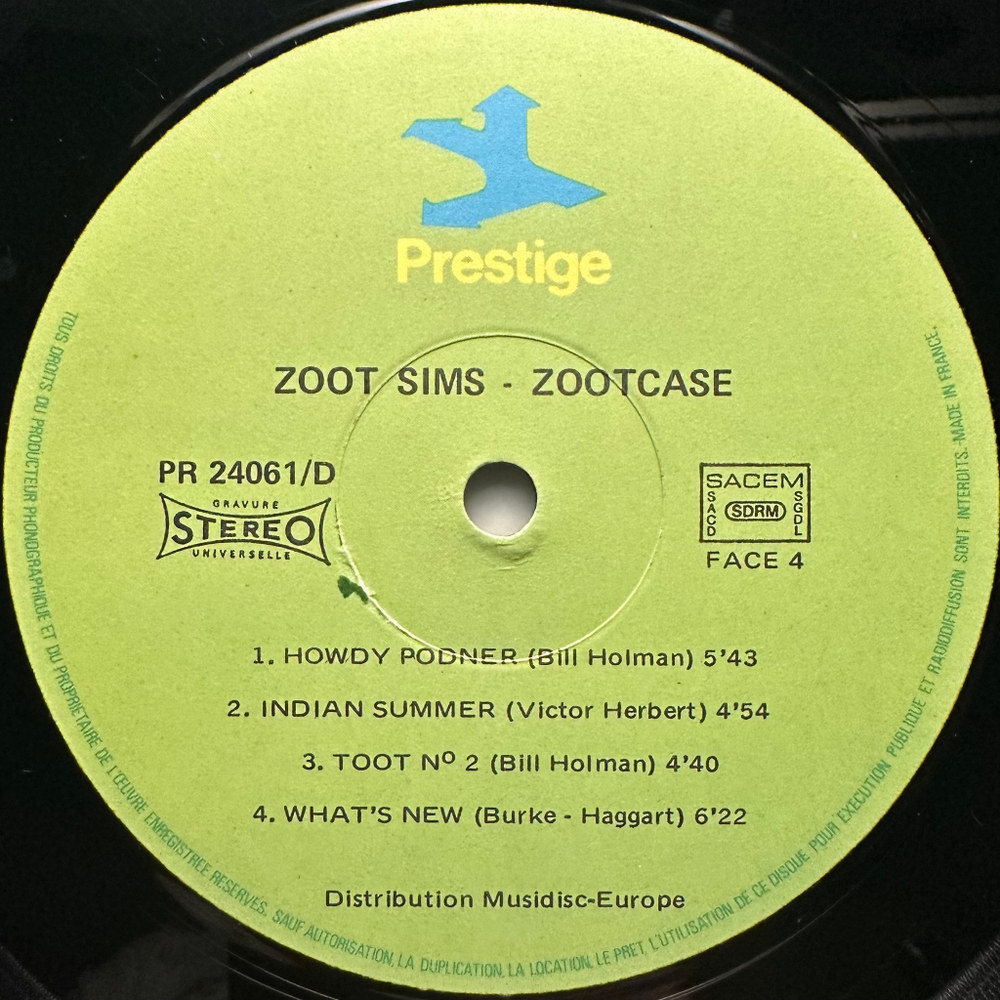 Prestige
ZOOT SIMS - ZOOTCASE
PR 24061/D
GRAVURE
STEREO
UNIVERSELLE
SACEM
SACD
SDRM
SGDL
FACE 4
1. HOWDY PODNER (Bill Holman) 5'43
2. INDIAN SUMMER (Victor Herbert) 4'54
3. TOOT Nº 2 (Bill Holman) 4'40
4. WHAT'S NEW (Burke - Haggart) 6'22
Distribution Musidisc-Europe
TOUS DROITS DU PRODUCTEUR PHONOGRAPHIQUE ET DU PROPRIETAIRE DE L'ŒUVRE ENREGISTREE RESERVES. SAUF AUTORISATION, LA DUPLICATION, LA LOCATION, LE PRET, L'UTILISATION DE CE DISQUE POUR EXECUTION PUBLIQUE ET RADIODIFFUSION SONT INTERDITS.-MADE IN FRANCE.